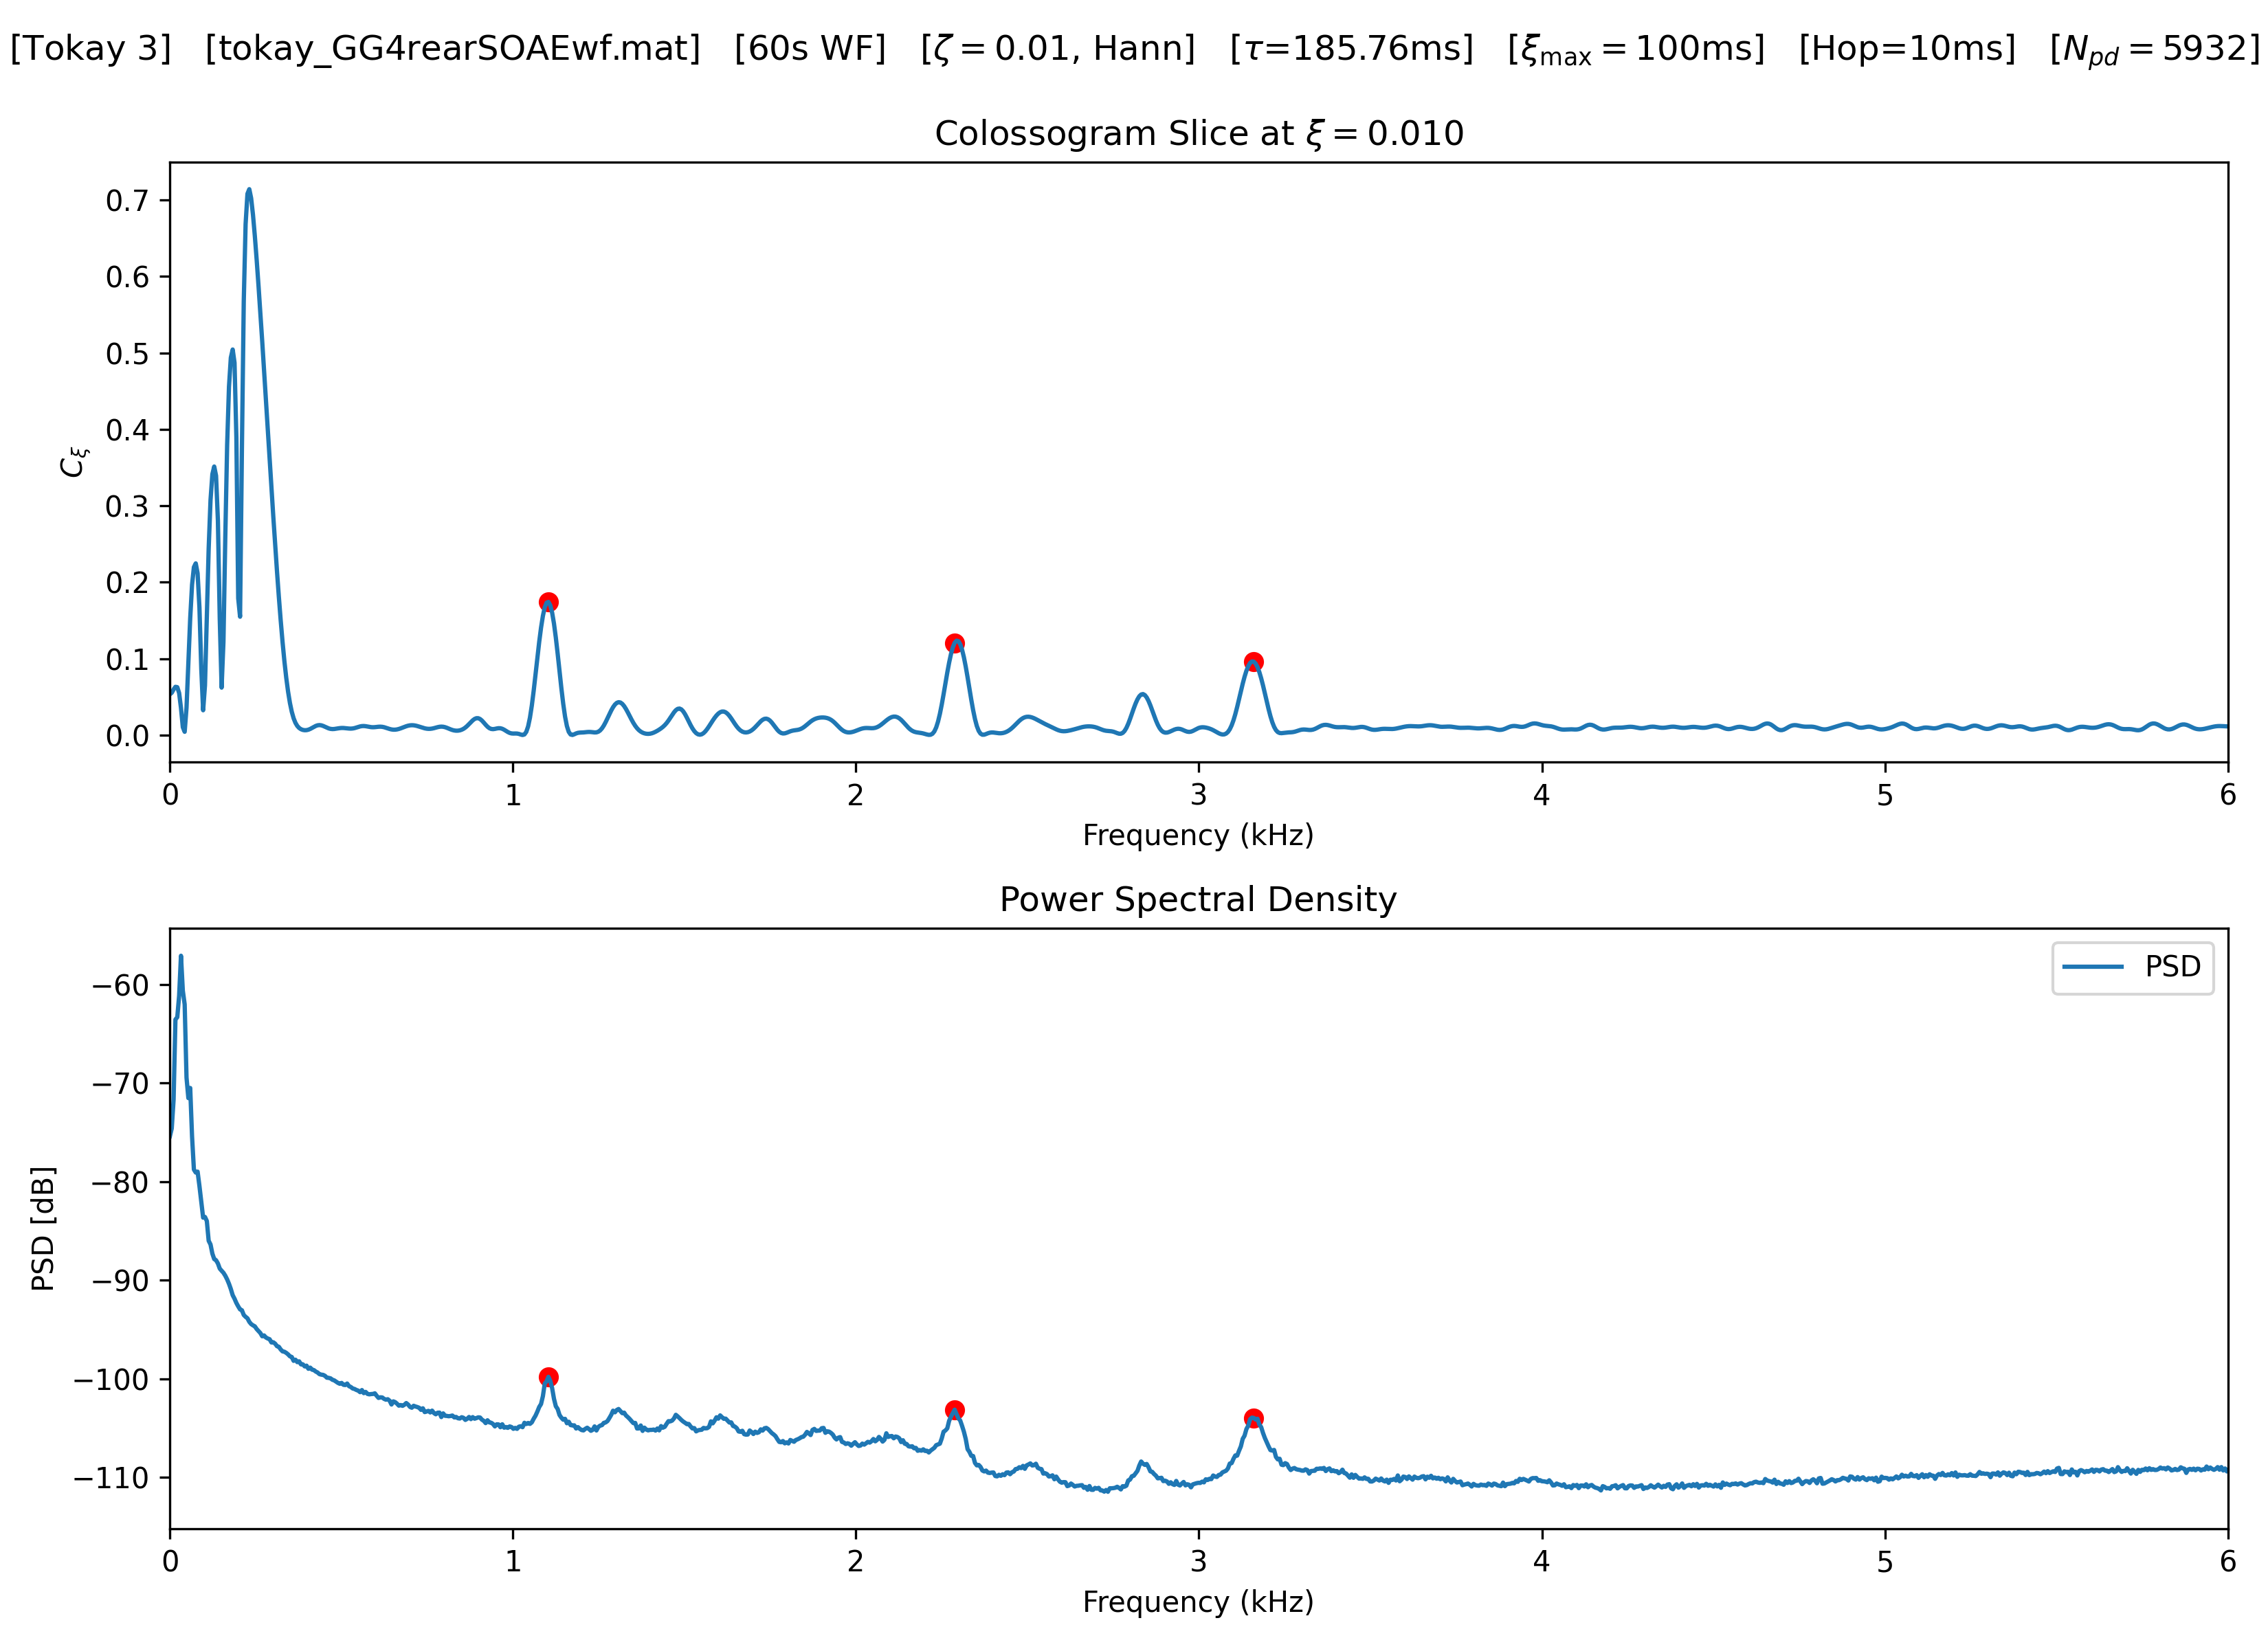 [Tokay 3] [tokay_GG4rearSOAEwf.mat] [60s WF] [ζ = 0.01, Hann] [τ=185.76ms] [ξmax = 100ms] [Hop=10ms] [Npd = 5932]
Colossogram Slice at ξ = 0.010
0.7
0.6
0.5
0.4
0.3
0.2
0.1
0.0
Cξ
0 1 2 3 4 5 6
Frequency (kHz)
Power Spectral Density
PSD
−60
−70
−80
−90
−100
−110
PSD [dB]
0 1 2 3 4 5 6
Frequency (kHz)